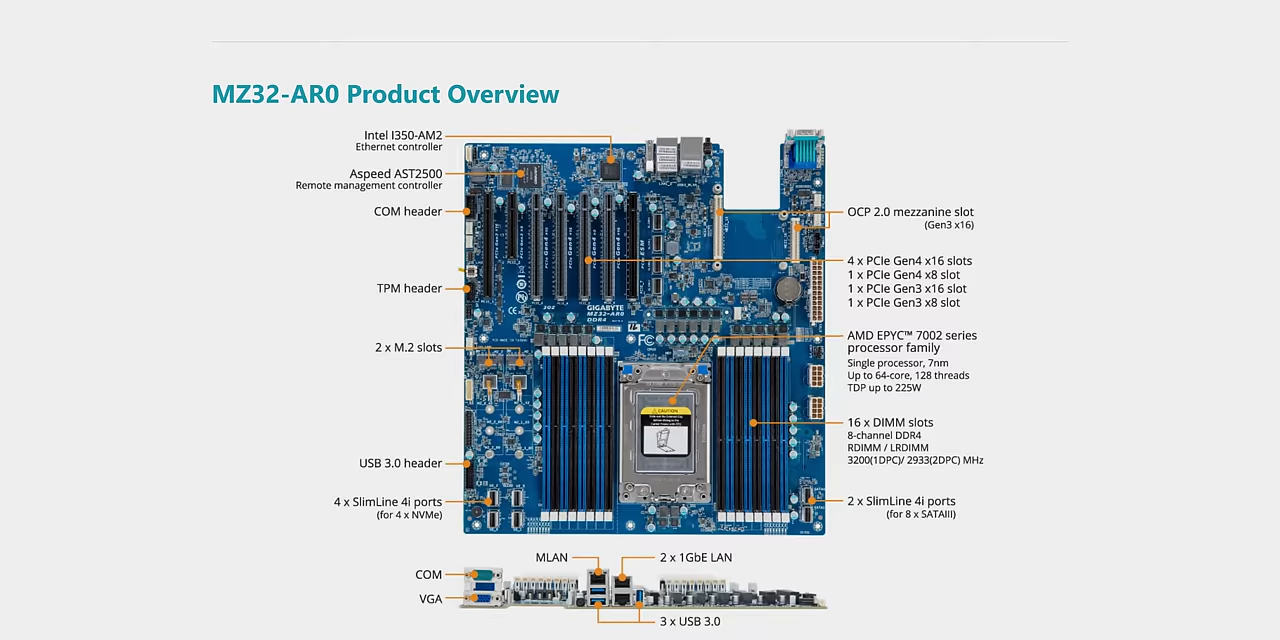 MZ32-AR0 Product Overview
Intel I350-AM2
Ethernet controller
Aspeed AST2500
Remote management controller
COM header
TPM header
2 x M.2 slots
USB 3.0 header
4 x SlimLine 4i ports
(for 4 x NVMe)
OCP 2.0 mezzanine slot
(Gen3 x16)
4 x PCIe Gen4 x16 slots
1 x PCIe Gen4 x8 slot
1 x PCIe Gen3 x16 slot
1 x PCIe Gen3 x8 slot
AMD EPYC™ 7002 series
processor family
Single processor, 7nm
Up to 64-core, 128 threads
TDP up to 225W
16 x DIMM slots
8-channel DDR4
RDIMM / LRDIMM
3200(1DPC)/ 2933(2DPC) MHz
2 x SlimLine 4i ports
(for 8 x SATAIII)
GIGABYTE
MZ32-AR0
DDR4
CAUTION
MLAN
2 x 1GbE LAN
COM
VGA
3 x USB 3.0